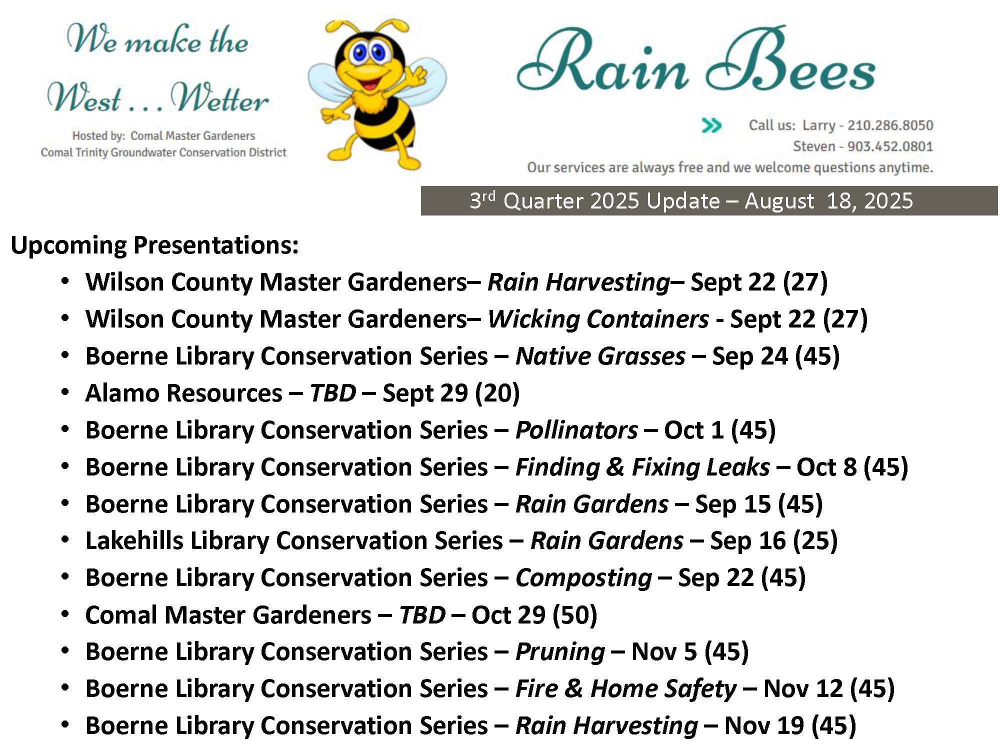 We make the
West . . . Wetter
Hosted by: Comal Master Gardeners
Comal Trinity Groundwater Conservation District
Rain Bees
Call us: Larry - 210.286.8050
Steven - 903.452.0801
Our services are always free and we welcome questions anytime.
3rd Quarter 2025 Update – August 18, 2025
Upcoming Presentations:
• Wilson County Master Gardeners– Rain Harvesting– Sept 22 (27)
• Wilson County Master Gardeners– Wicking Containers - Sept 22 (27)
• Boerne Library Conservation Series – Native Grasses – Sep 24 (45)
• Alamo Resources – TBD – Sept 29 (20)
• Boerne Library Conservation Series – Pollinators – Oct 1 (45)
• Boerne Library Conservation Series – Finding & Fixing Leaks – Oct 8 (45)
• Boerne Library Conservation Series – Rain Gardens – Sep 15 (45)
• Lakehills Library Conservation Series – Rain Gardens – Sep 16 (25)
• Boerne Library Conservation Series – Composting – Sep 22 (45)
• Comal Master Gardeners – TBD – Oct 29 (50)
• Boerne Library Conservation Series – Pruning – Nov 5 (45)
• Boerne Library Conservation Series – Fire & Home Safety – Nov 12 (45)
• Boerne Library Conservation Series – Rain Harvesting – Nov 19 (45)